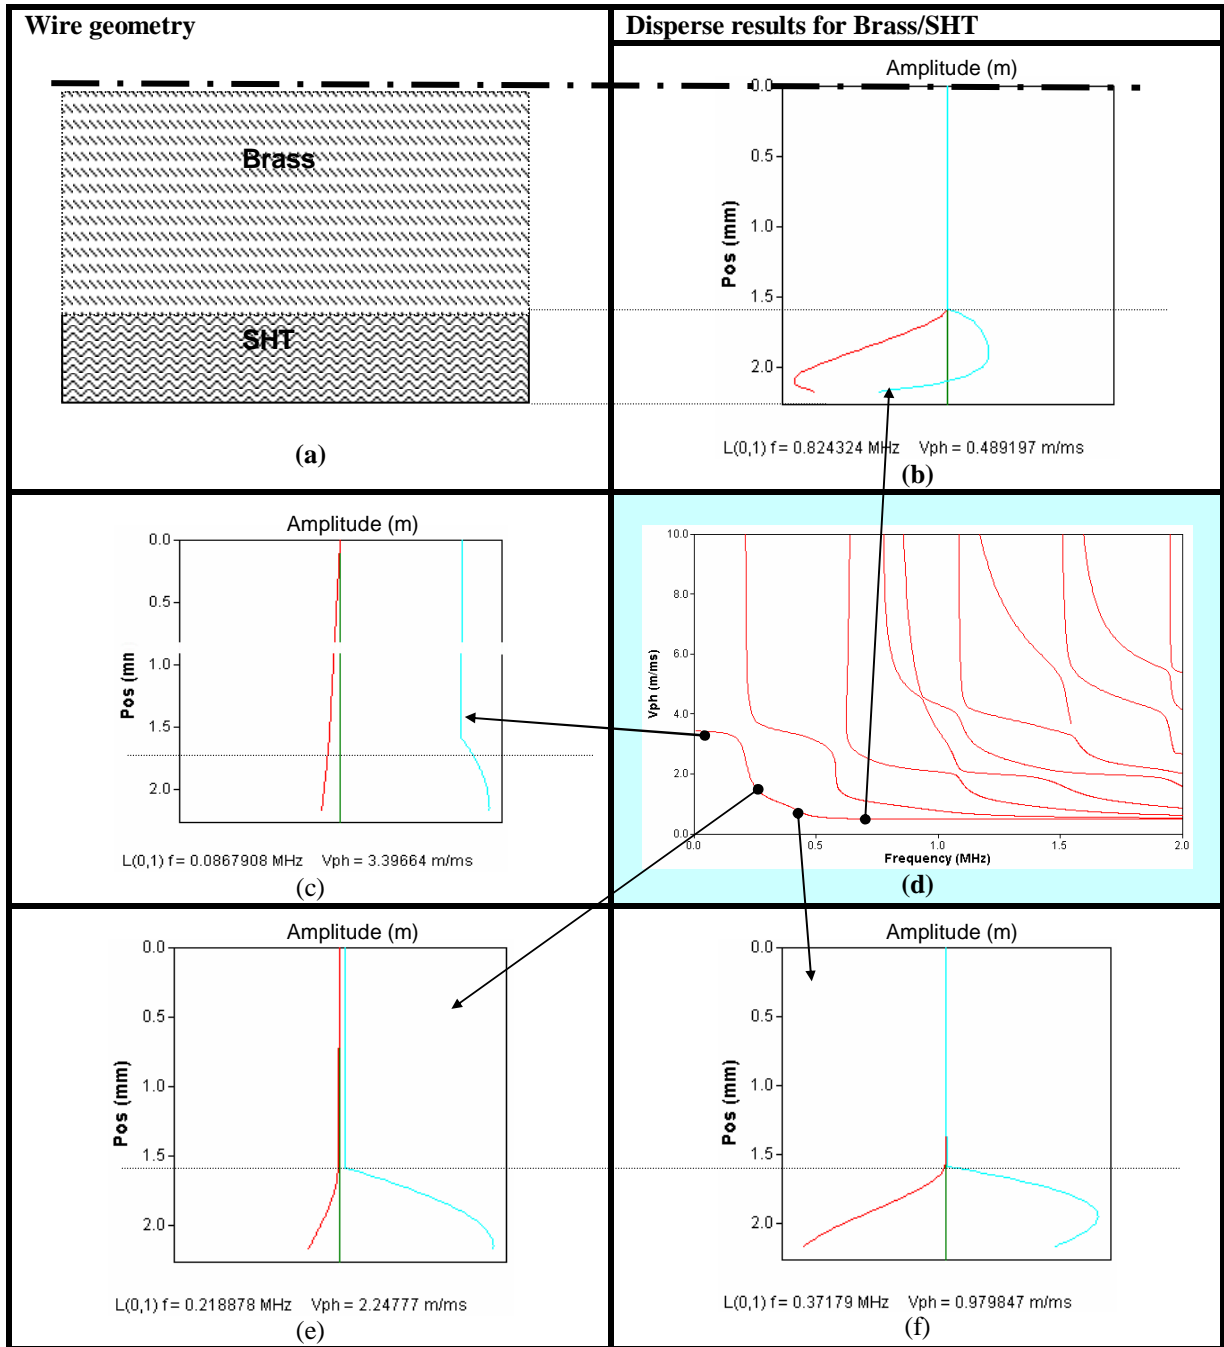 Wire geometry
Disperse results for Brass/SHT
Brass
SHT
(a)
Amplitude (m)
0.0
0.5
1.0
1.5
2.0
Pos (mm)
L(0,1) f = 0.824324 MHz Vph = 0.489197 m/ms
(b)
Amplitude (m)
0.0
0.5
1.0
1.5
2.0
Pos (mn
L(0,1) f = 0.0867908 MHz Vph = 3.39664 m/ms
(c)
10.0
8.0
6.0
4.0
2.0
0.0
Vph (m/ms)
0.0 0.5 1.0 1.5 2.0
Frequency (MHz)
(d)
Amplitude (m)
0.0
0.5
1.0
1.5
2.0
Pos (mm)
L(0,1) f = 0.218878 MHz Vph = 2.24777 m/ms
(e)
Amplitude (m)
0.0
0.5
1.0
1.5
2.0
Pos (mm)
L(0,1) f = 0.37179 MHz Vph = 0.979847 m/ms
(f)